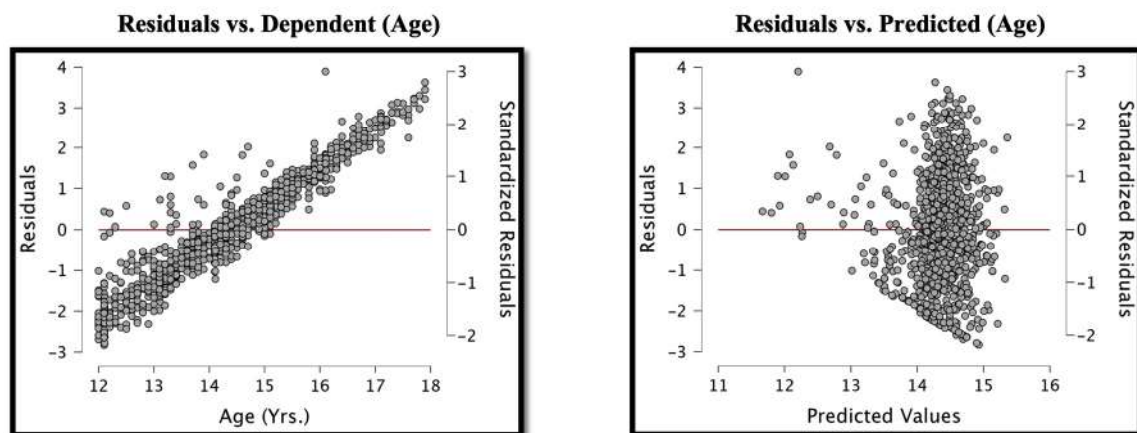 Residuals vs. Dependent (Age)
4
3
2
1
0
-1
-2
-3
Residuals
3
2
1
0
-1
-2
Standardized Residuals
12 13 14 15 16 17 18
Age (Yrs.)
Residuals vs. Predicted (Age)
4
3
2
1
0
-1
-2
-3
Residuals
3
2
1
0
-1
-2
Standardized Residuals
11 12 13 14 15 16
Predicted Values